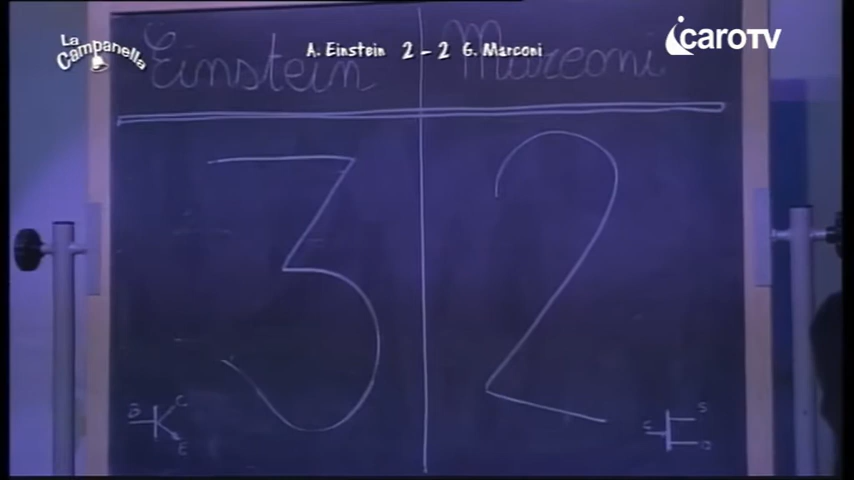 La Campanella
A. Einstein 2 - 2 G. Marconi
icaroTV
Einstein
Marconi
3
2
B
C
E
S
D